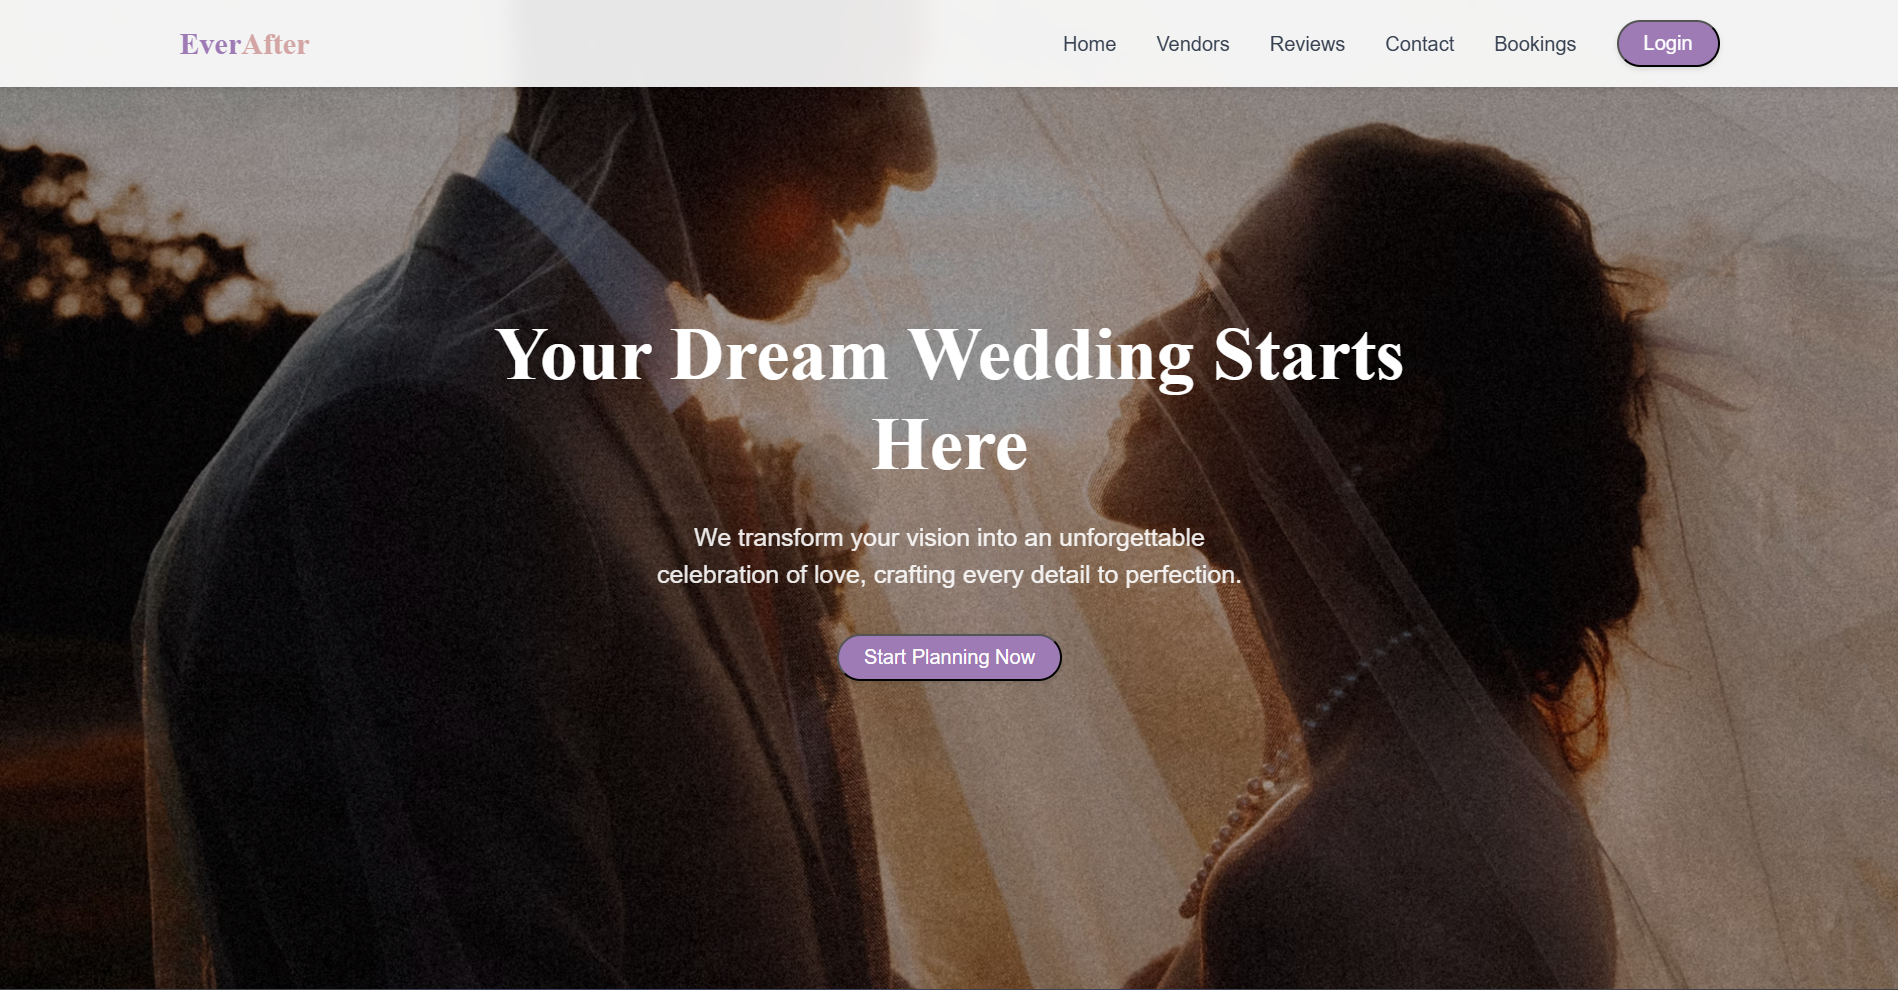 EverAfter
Home Vendors Reviews Contact Bookings Login
Your Dream Wedding Starts
Here
We transform your vision into an unforgettable
celebration of love, crafting every detail to perfection.
Start Planning Now